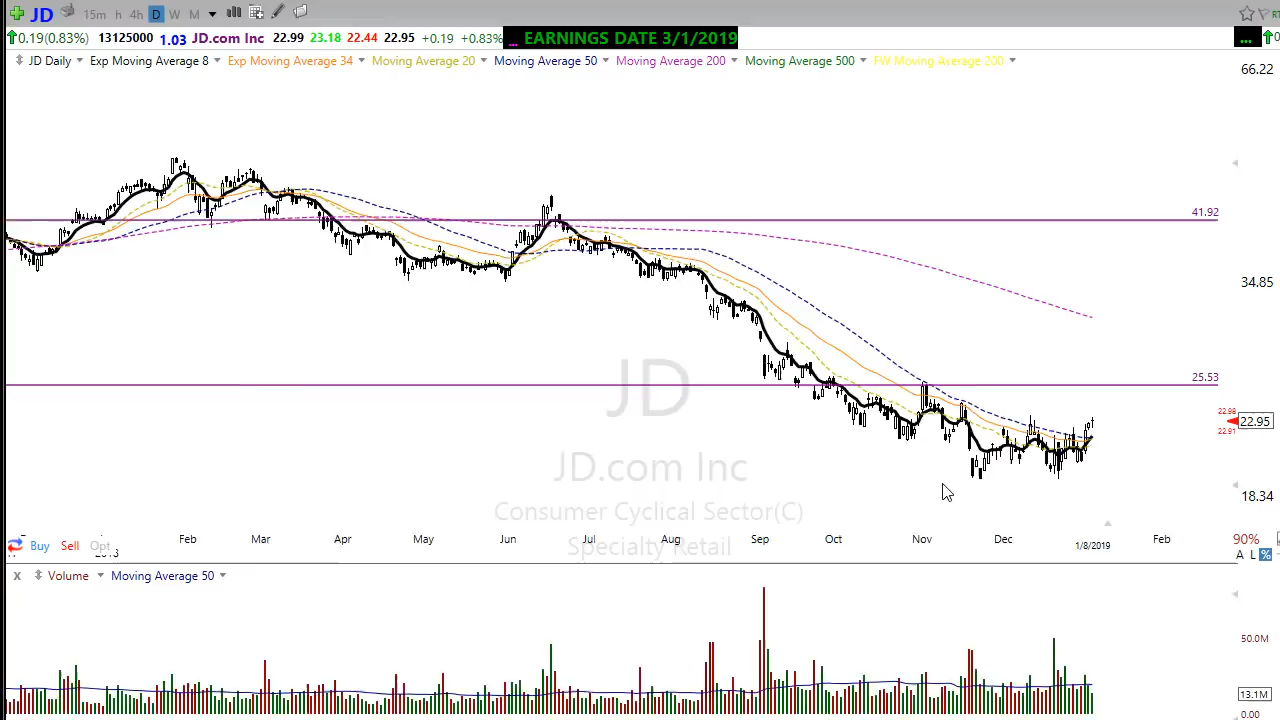 JD 15m h 4h D W M
0.19(0.83%) 13125000 1.03 JD.com Inc 22.99 23.18 22.44 22.95 +0.19 +0.83% ... EARNINGS DATE 3/1/2019 ...
JD Daily Exp Moving Average 8 Exp Moving Average 34 Moving Average 20 Moving Average 50 Moving Average 200 Moving Average 500 FW Moving Average 200
66.22
41.92
34.85
25.53
JD
22.98
22.95
22.91
JD.com Inc
18.34
Consumer Cyclical Sector(C)
Feb Mar Apr May Jun Jul Aug Sep Oct Nov Dec 1/8/2019 Feb 90%
Buy Sell Opt Specialty Retail
A L %
X Volume Moving Average 50
50.0M
13.1M
0.00